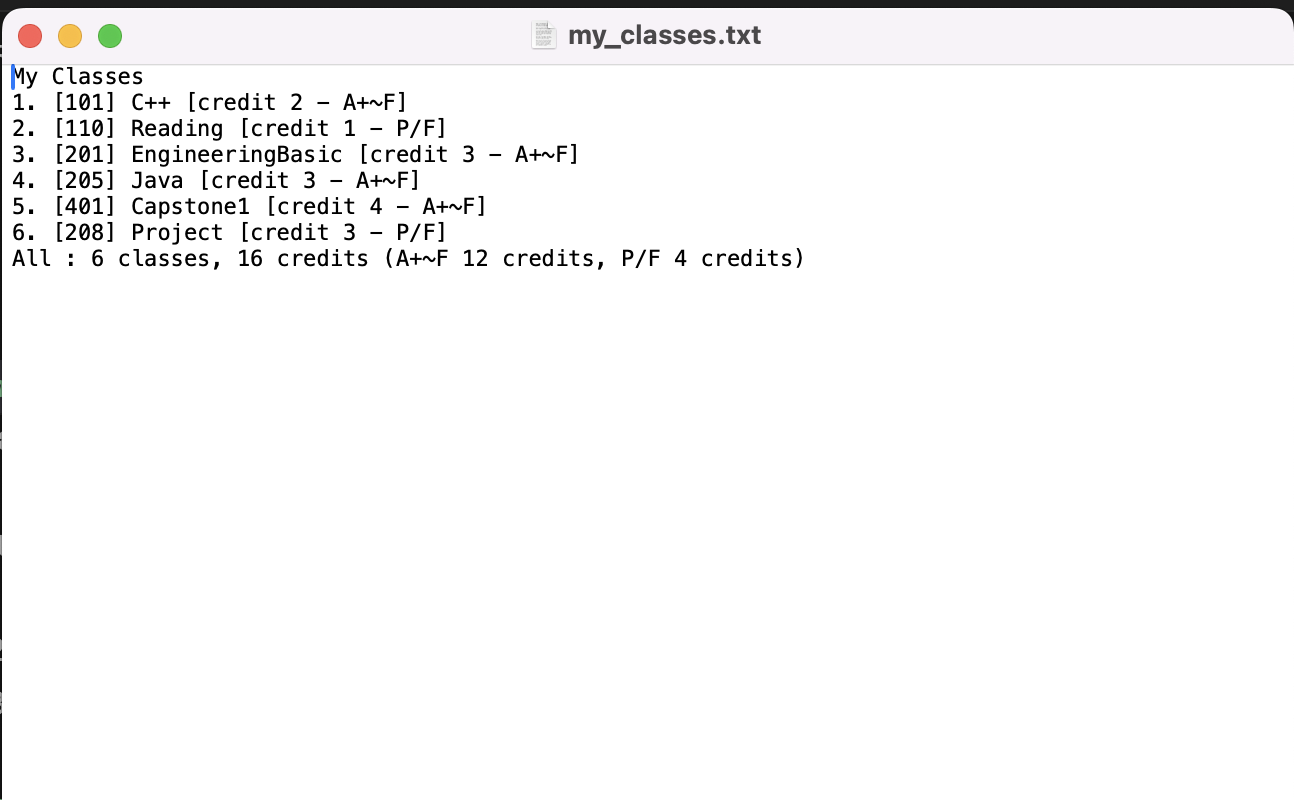 my_classes.txt
My Classes
1. [101] C++ [credit 2 - A+~F]
2. [110] Reading [credit 1 - P/F]
3. [201] EngineeringBasic [credit 3 - A+~F]
4. [205] Java [credit 3 - A+~F]
5. [401] Capstone1 [credit 4 - A+~F]
6. [208] Project [credit 3 - P/F]
All : 6 classes, 16 credits (A+~F 12 credits, P/F 4 credits)